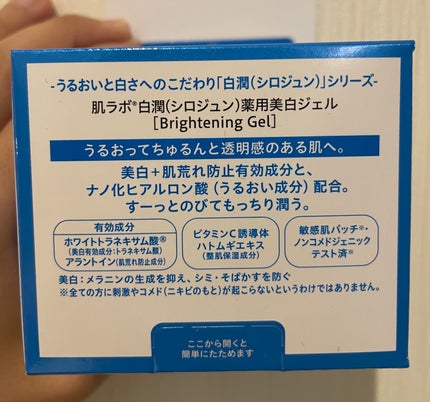 -うるおいと白さへのこだわり「白潤(シロジュン)」シリーズ-
肌ラボ®白潤(シロジュン)薬用美白ジェル
[Brightening Gel]
うるおってちゅるんと透明感のある肌へ。
美白+肌荒れ防止有効成分と、
ナノ化ヒアルロン酸(うるおい成分)配合。
すーっとのびてもっちり潤う。
有効成分
ホワイトトラネキサム酸®
(美白有効成分:トラネキサム酸)
アラントイン(肌荒れ防止成分)
ビタミンC誘導体
ハトムギエキス
(整肌保湿成分)
敏感肌パッチ※・
ノンコメドジェニック
テスト済※
美白:メラニンの生成を抑え、シミ・そばかすを防ぐ
※全ての方に刺激やコメド(ニキビのもと)が起こらないというわけではありません。
ここから開くと
簡単にたためます